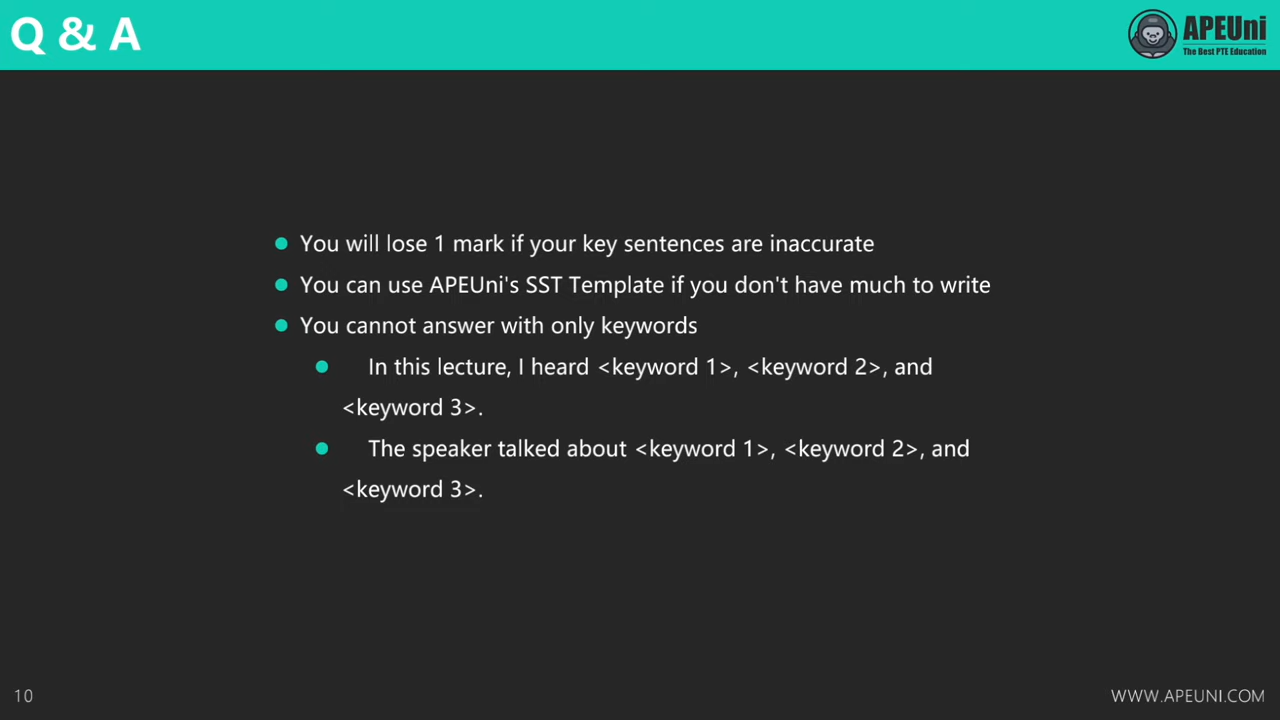 Q & A
APEUni
The Best PTE Education
● You will lose 1 mark if your key sentences are inaccurate
● You can use APEUni's SST Template if you don't have much to write
● You cannot answer with only keywords
● In this lecture, I heard <keyword 1>, <keyword 2>, and
<keyword 3>.
● The speaker talked about <keyword 1>, <keyword 2>, and
<keyword 3>.
10
WWW.APEUNI.COM